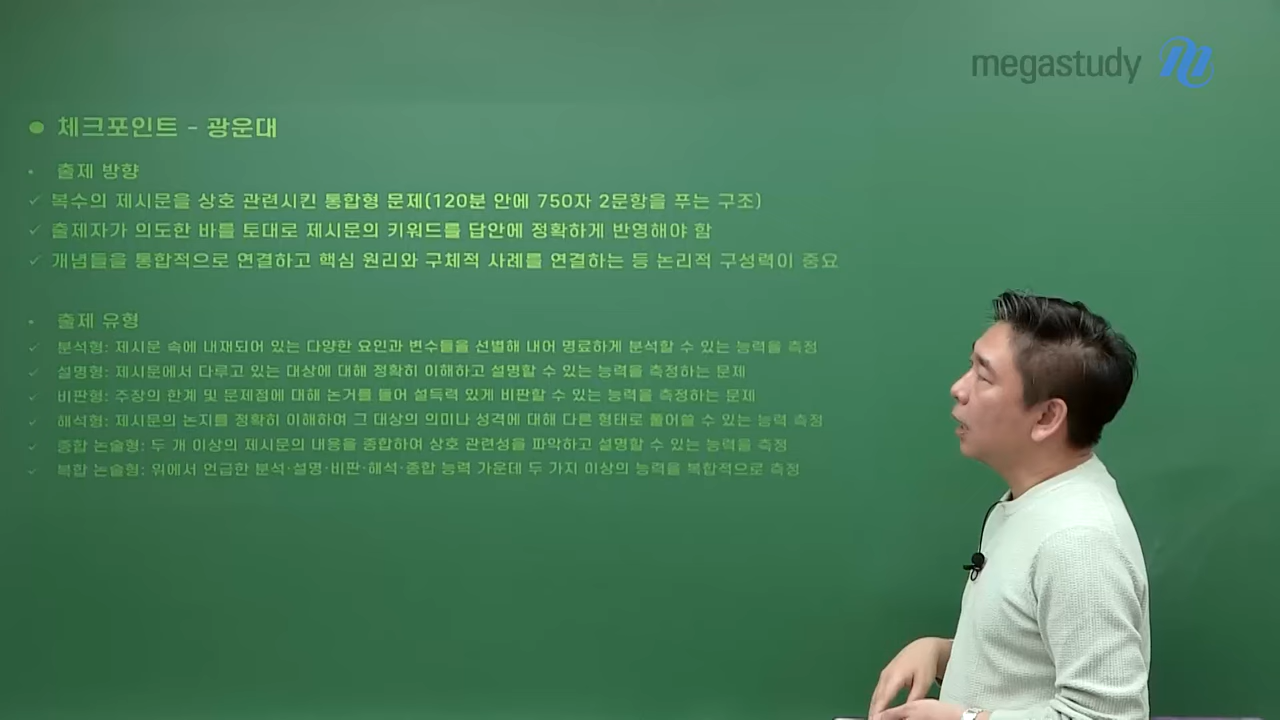 megastudy
● 체크포인트 - 광운대
• 출제 방향
✓ 복수의 제시문을 상호 관련시킨 통합형 문제(120분 안에 750자 2문항을 푸는 구조)
✓ 출제자가 의도한 바를 토대로 제시문의 키워드를 답안에 정확하게 반영해야 함
✓ 개념들을 통합적으로 연결하고 핵심 원리와 구체적 사례를 연결하는 등 논리적 구성력이 중요
• 출제 유형
✓ 분석형: 제시문 속에 내재되어 있는 다양한 요인과 변수들을 선별해 내어 명료하게 분석할 수 있는 능력을 측정
✓ 설명형: 제시문에서 다루고 있는 대상에 대해 정확히 이해하고 설명할 수 있는 능력을 측정하는 문제
✓ 비판형: 주장의 한계 및 문제점에 대해 논거를 들어 설득력 있게 비판할 수 있는 능력을 측정하는 문제
✓ 해석형: 제시문의 논지를 정확히 이해하여 그 대상의 의미나 성격에 대해 다른 형태로 풀어쓸 수 있는 능력 측정
✓ 종합 논술형: 두 개 이상의 제시문의 내용을 종합하여 상호 관련성을 파악하고 설명할 수 있는 능력을 측정
✓ 복합 논술형: 위에서 언급한 분석·설명·비판·해석·종합 능력 가운데 두 가지 이상의 능력을 복합적으로 측정